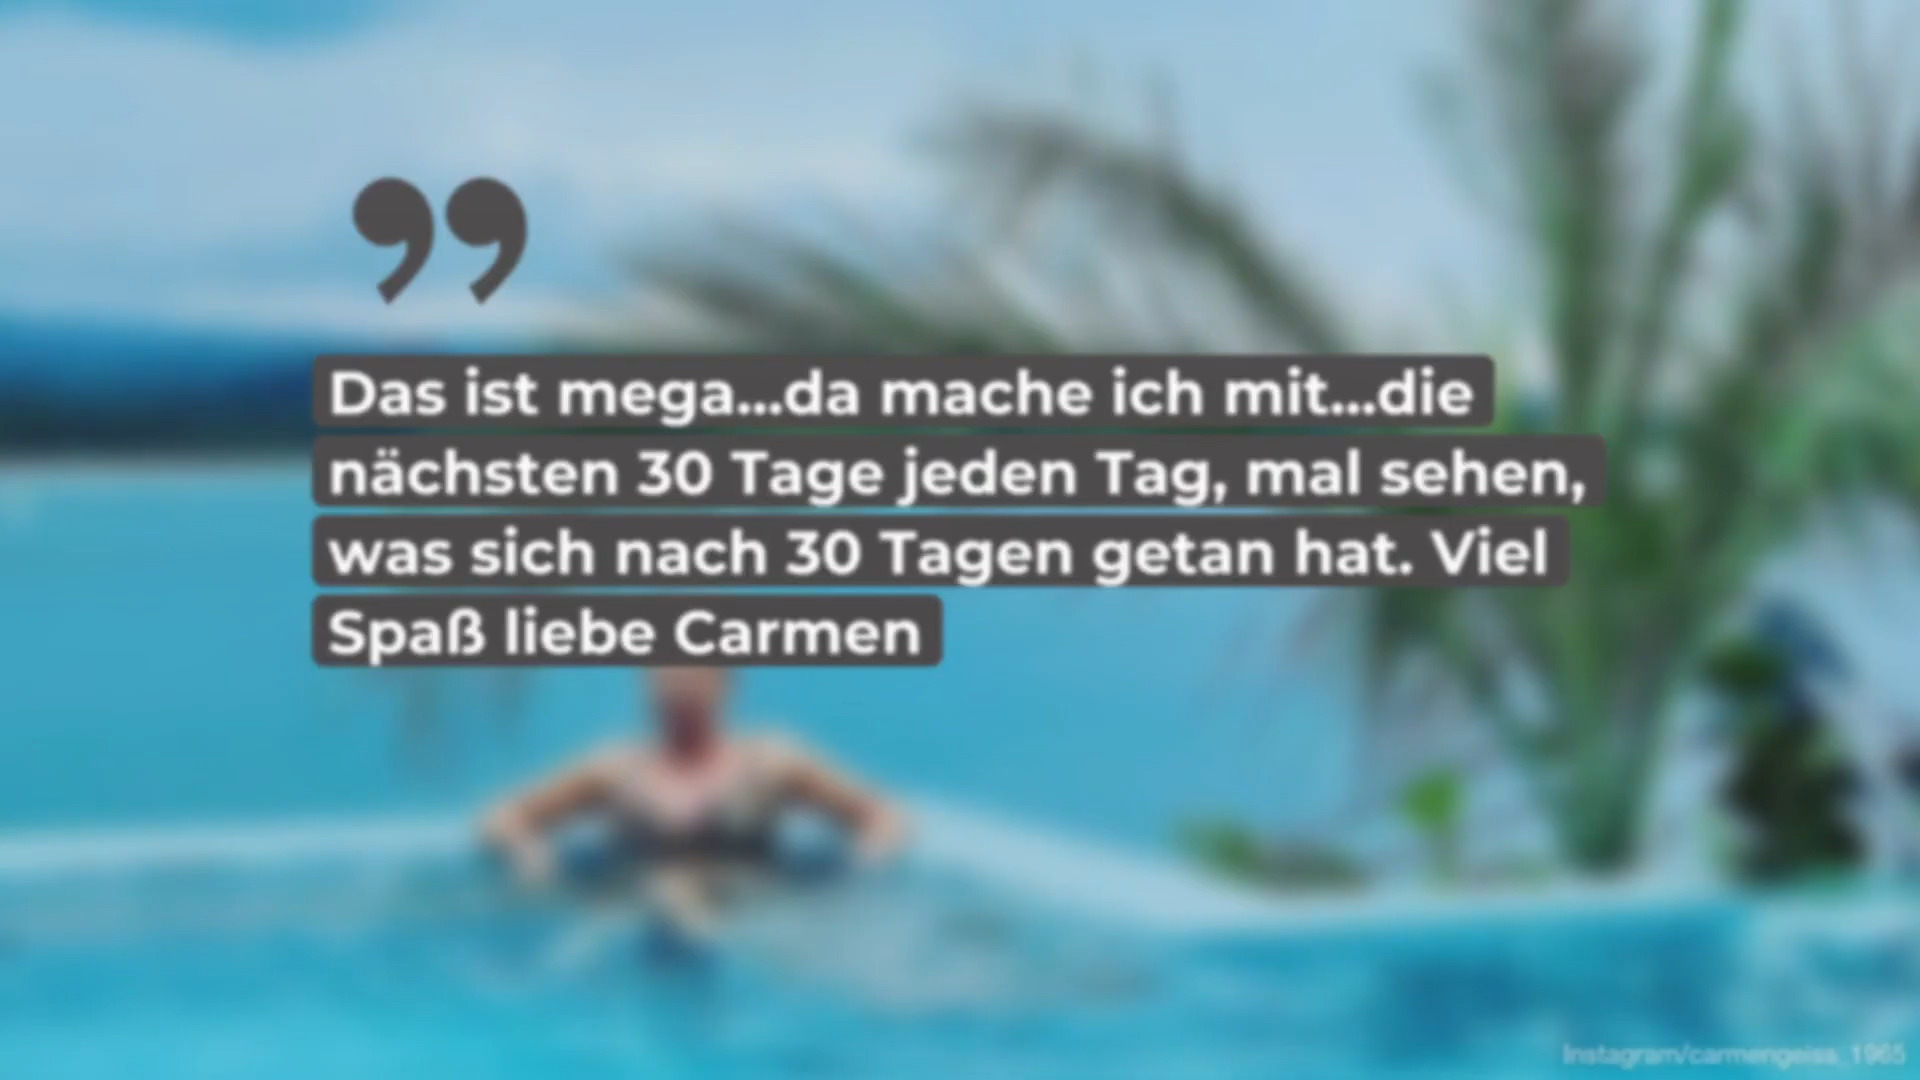 ”
Das ist mega...da mache ich mit...die
nächsten 30 Tage jeden Tag, mal sehen,
was sich nach 30 Tagen getan hat. Viel
Spaß liebe Carmen
Instagram/carmengeiss_1965